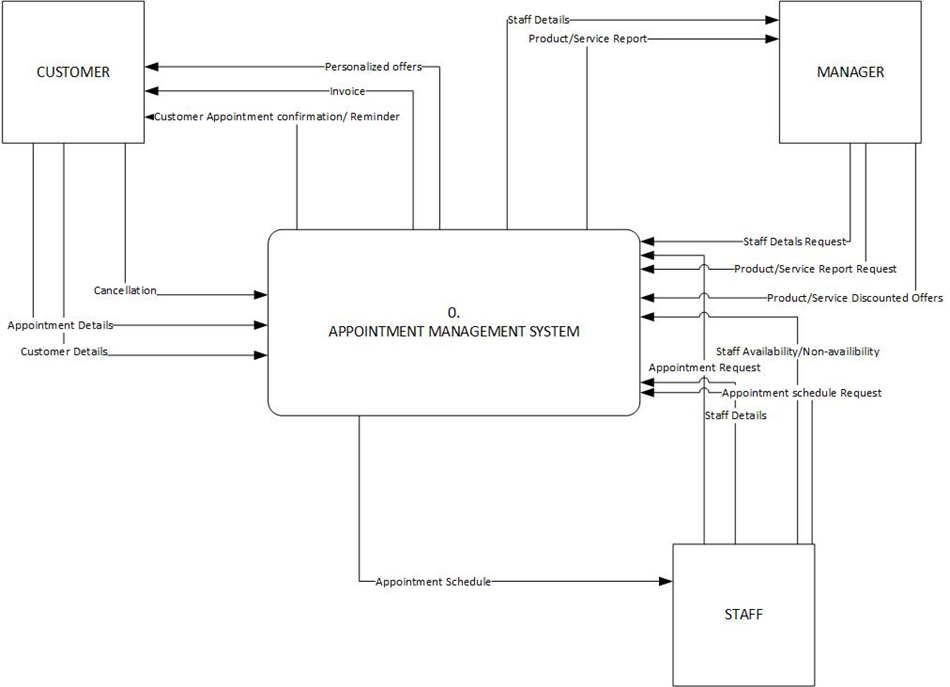 Staff Details
Product/Service Report
CUSTOMER
Personalized offers
MANAGER
Invoice
Customer Appointment confirmation/ Reminder
Staff Detals Request
Product/Service Report Request
Cancellation
Product/Service Discounted Offers
0.
APPOINTMENT MANAGEMENT SYSTEM
Appointment Details
Customer Details
Staff Availability/Non-availibility
Appointment Request
Appointment schedule Request
Staff Details
Appointment Schedule
STAFF